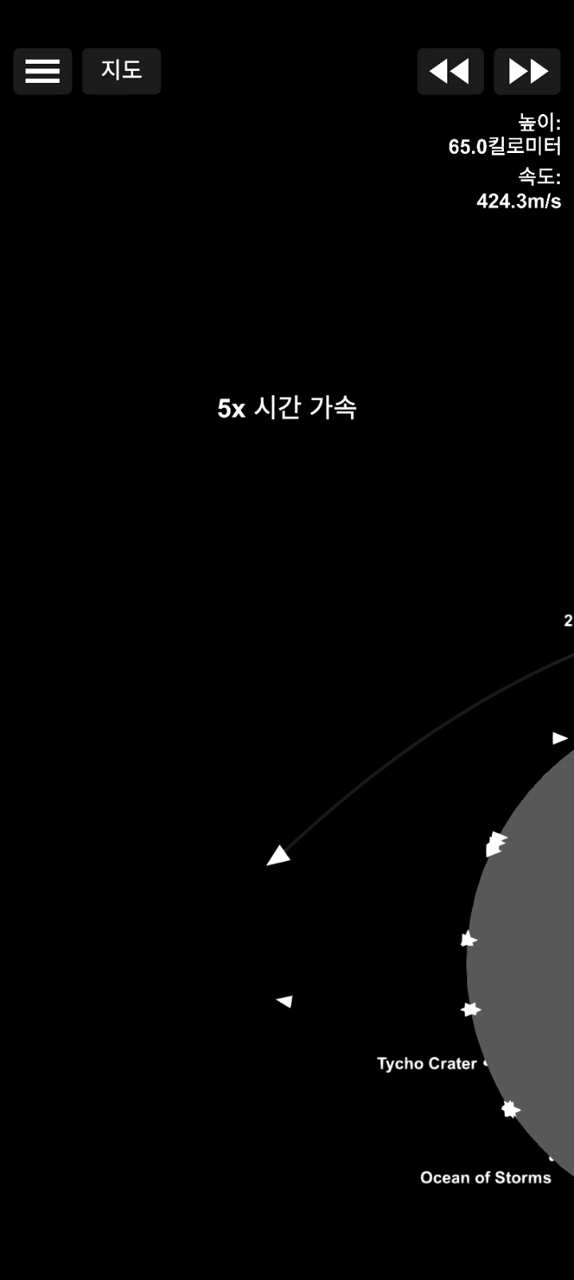 지도
높이:
65.0킬로미터
속도:
424.3m/s
5x 시간 가속
2
Tycho Crater
Ocean of Storms